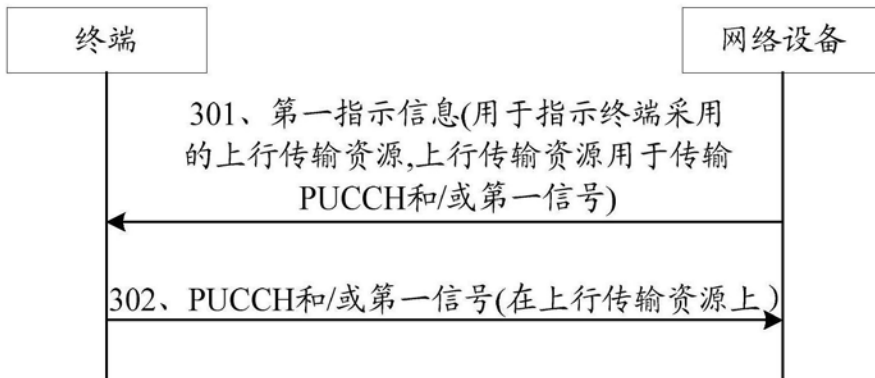 终端
网络设备
301、第一指示信息(用于指示终端采用
的上行传输资源,上行传输资源用于传输
PUCCH和/或第一信号)
302、PUCCH和/或第一信号(在上行传输资源上)